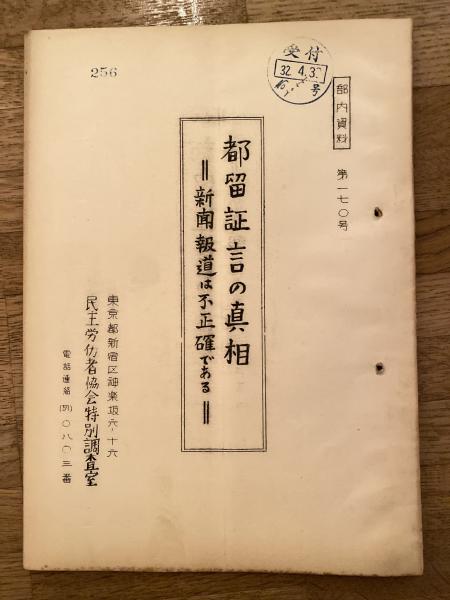 256
受付
32.4.3
号
部内資料
第一七〇号
都留証言の真相
＝新聞報道は不正確である＝
東京都新宿区神楽坂六ノ十六
民主労仂者協会特別調査室
電話連絡(35)〇八〇三番